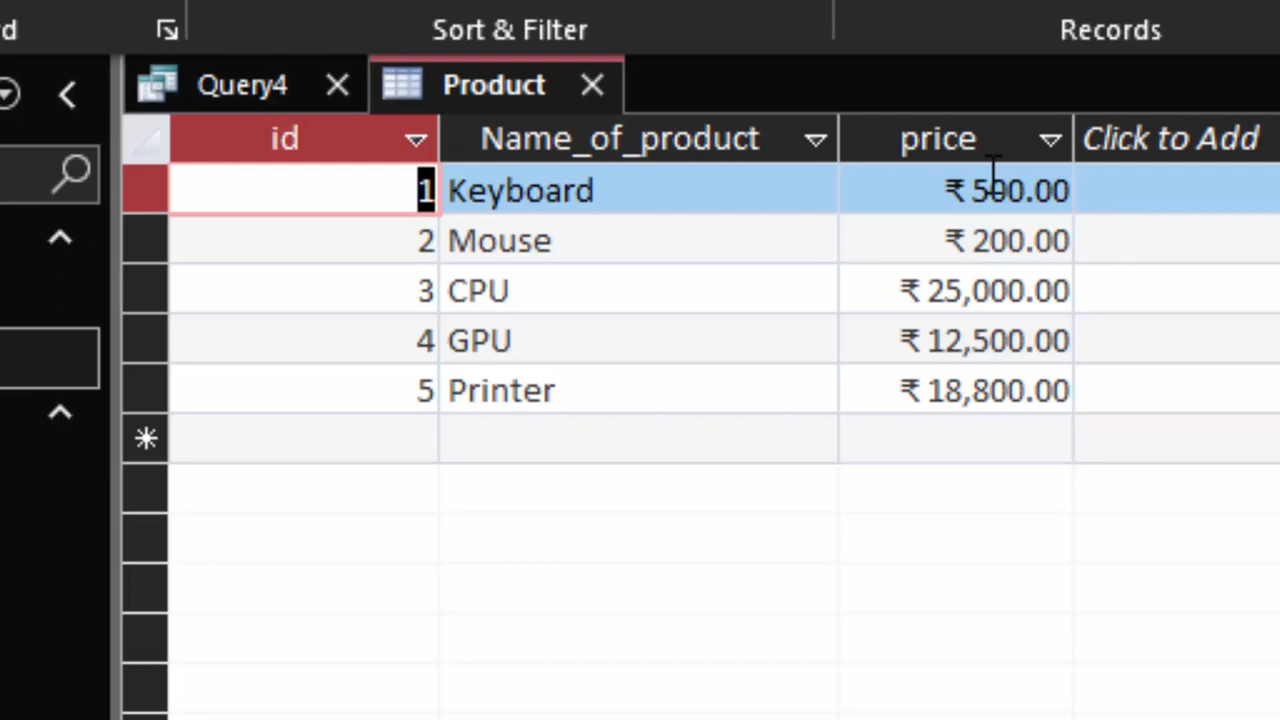 d Sort & Filter Records
Query4 Product
id Name_of_product price Click to Add
1 Keyboard ₹ 500.00
2 Mouse ₹ 200.00
3 CPU ₹ 25,000.00
4 GPU ₹ 12,500.00
5 Printer ₹ 18,800.00